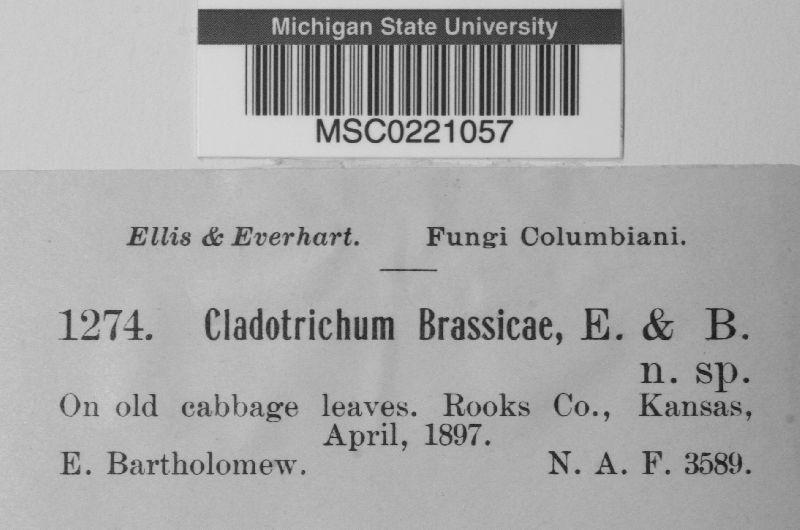 Michigan State University
MSC0221057
Ellis & Everhart. Fungi Columbiani.
1274. Cladotrichum Brassicae, E. & B.
n. sp.
On old cabbage leaves. Rooks Co., Kansas,
April, 1897.
E. Bartholomew. N. A. F. 3589.